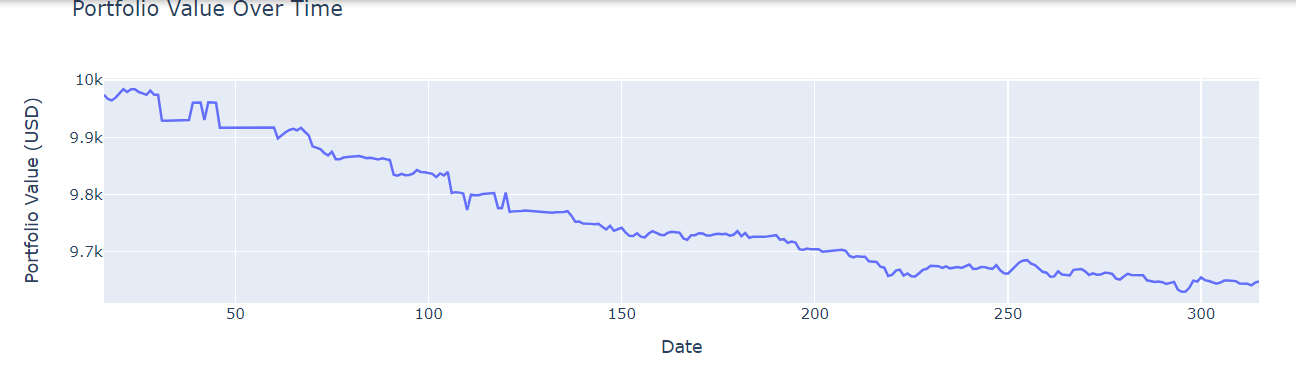 Portfolio Value Over Time
10k
9.9k
9.8k
9.7k
Portfolio Value (USD)
50 100 150 200 250 300
Date